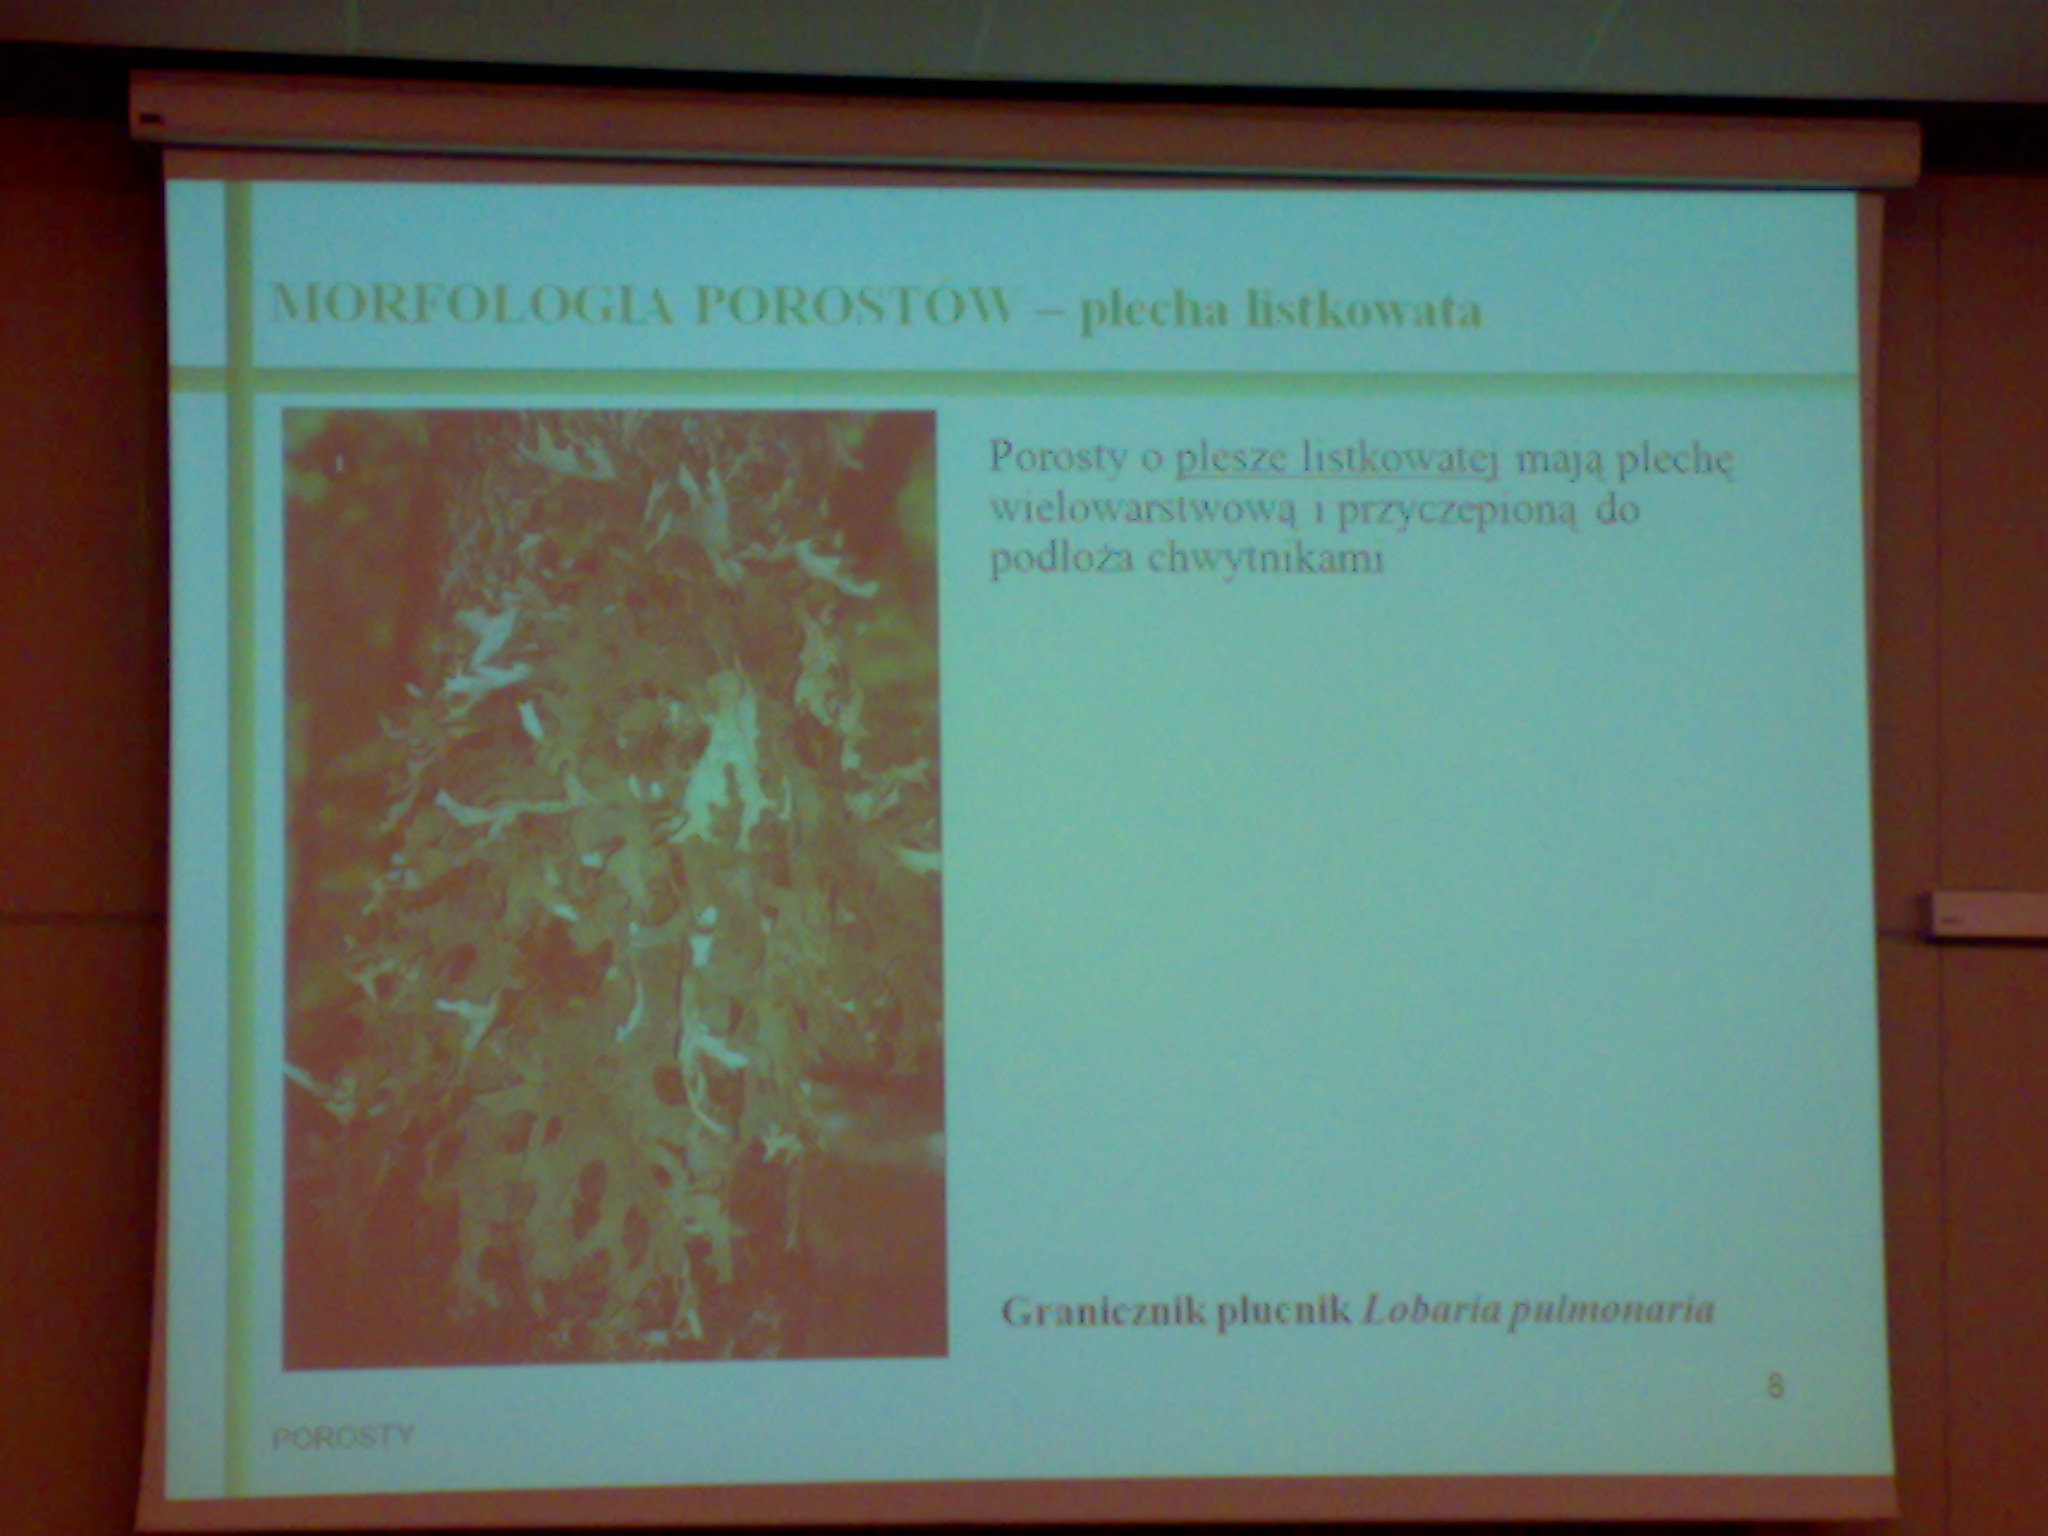 MORFOLOGIA POROSTÓW – plecha listkowata
Porosty o plesze listkowatej mają plechę
wielowarstwową i przyczepioną do
podłoża chwytnikami
Granicznik płucnik Lobaria pulmonaria
8
POROSTY